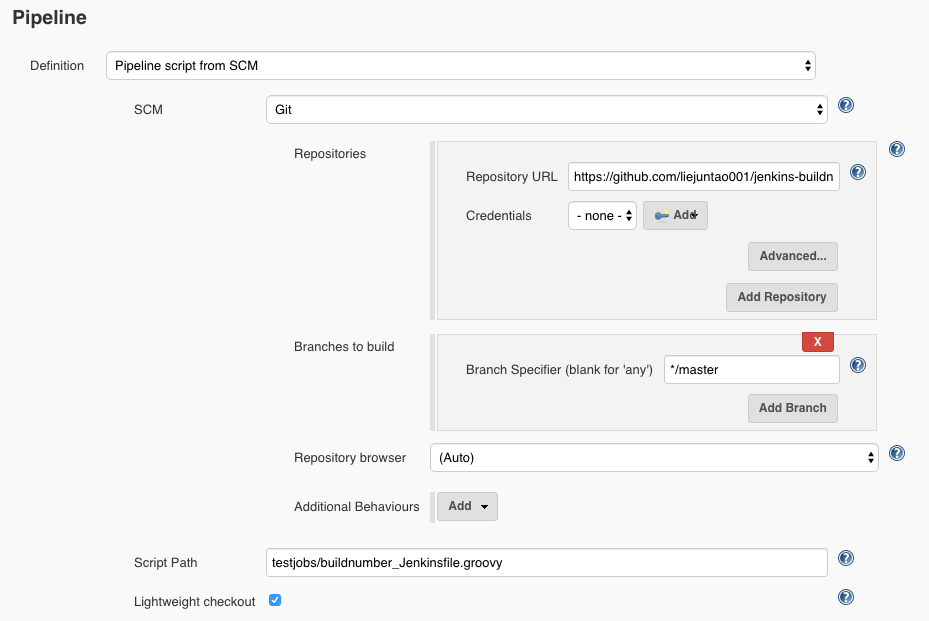 Pipeline
Definition Pipeline script from SCM
SCM Git
Repositories
Repository URL https://github.com/liejuntao001/jenkins-buildn
Credentials - none - Add
Advanced...
Add Repository
X
Branches to build
Branch Specifier (blank for 'any') */master
Add Branch
Repository browser (Auto)
Additional Behaviours Add
Script Path testjobs/buildnumber_Jenkinsfile.groovy
Lightweight checkout